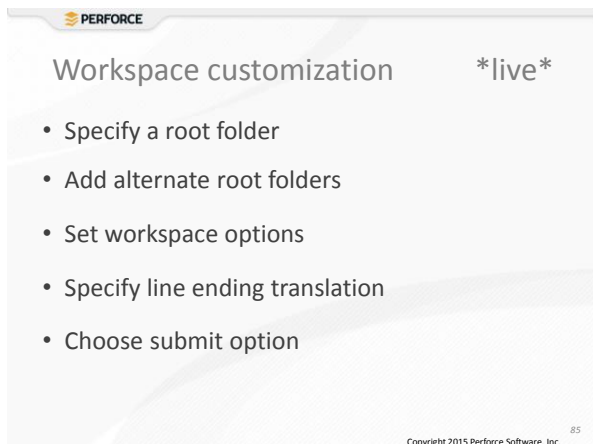 PERFORCE
Workspace customization *live*
• Specify a root folder
• Add alternate root folders
• Set workspace options
• Specify line ending translation
• Choose submit option
85
Copyright 2015 Perforce Software, Inc